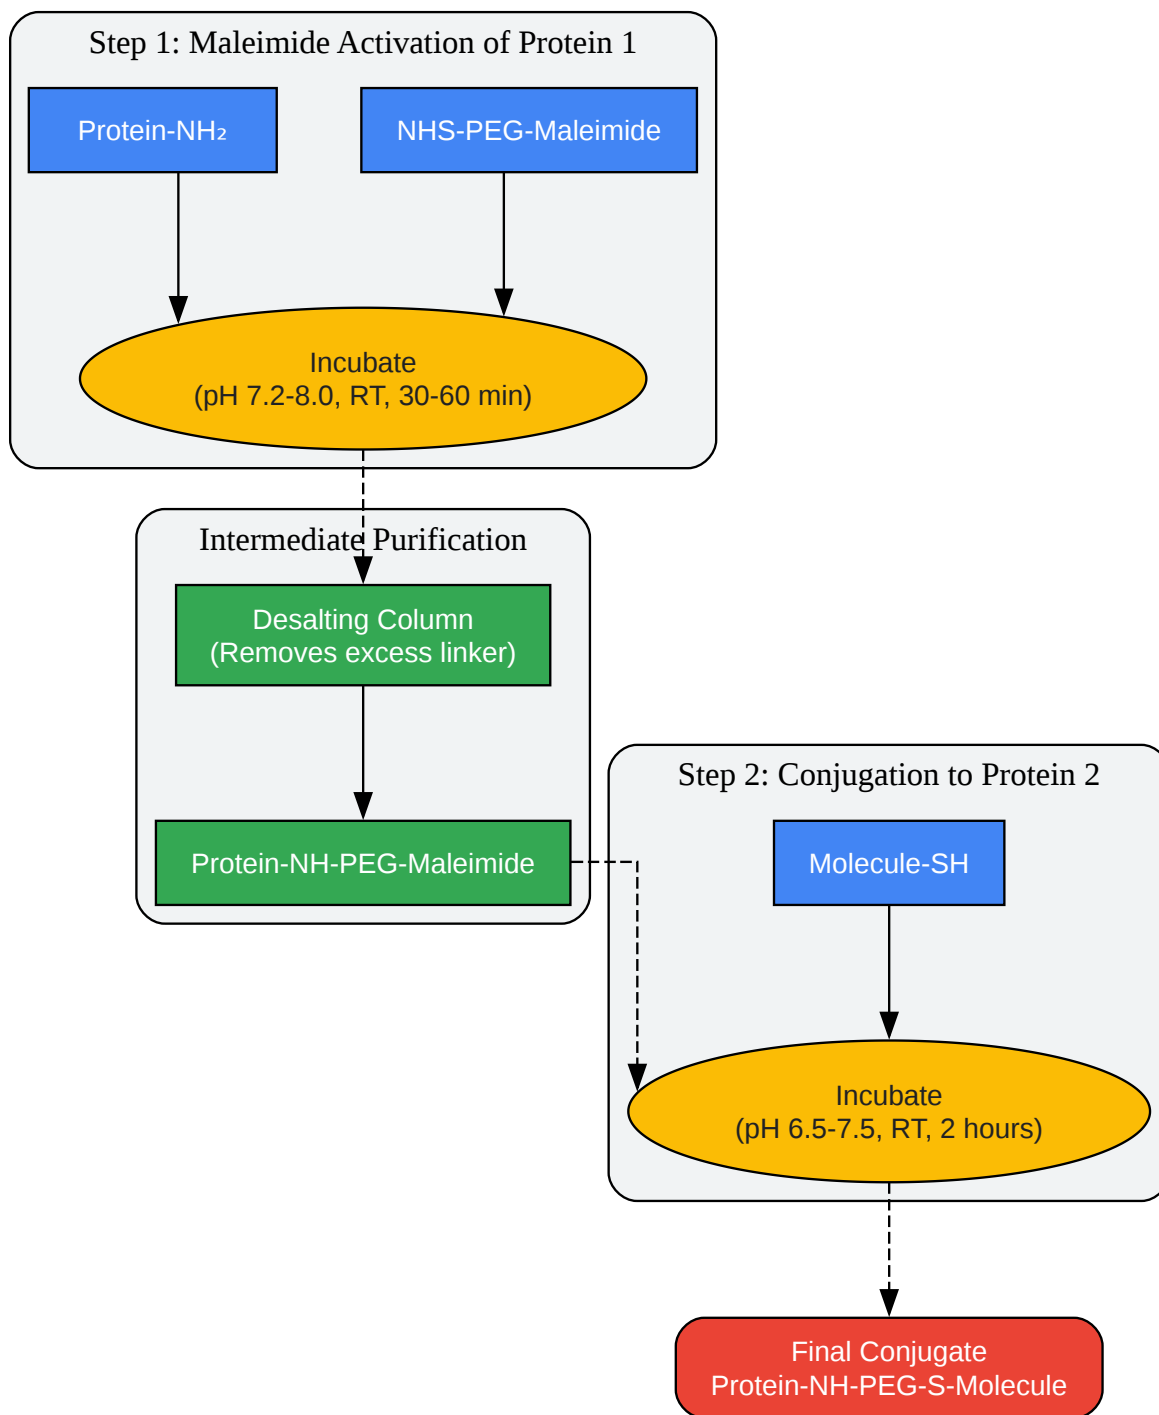 Step 1: Maleimide Activation of Protein 1
Protein-NH₂
NHS-PEG-Maleimide
Incubate
(pH 7.2-8.0, RT, 30-60 min)
Intermediate Purification
Desalting Column
(Removes excess linker)
Protein-NH-PEG-Maleimide
Step 2: Conjugation to Protein 2
Molecule-SH
Incubate
(pH 6.5-7.5, RT, 2 hours)
Final Conjugate
Protein-NH-PEG-S-Molecule